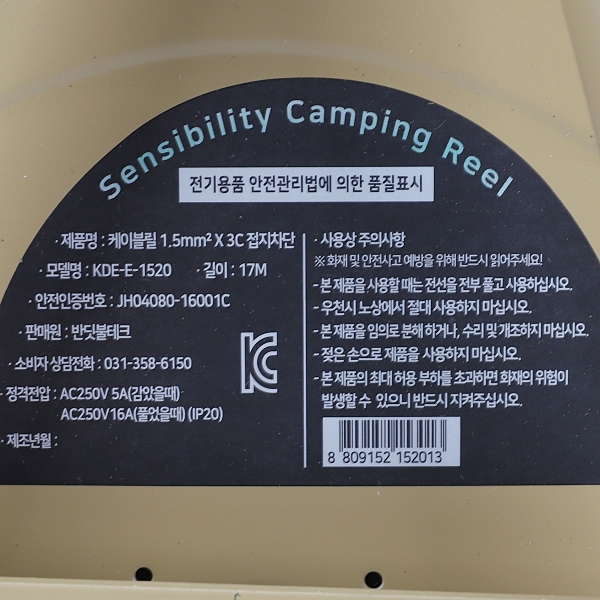 Sensibility Camping Reel
전기용품 안전관리법에 의한 품질표시
· 제품명 : 케이블릴 1.5mm² X 3C 접지차단
· 모델명 : KDE-E-1520 길이 : 17M
· 안전인증번호 : JH04080-16001C
· 판매원 : 반딧불테크
· 소비자 상담전화 : 031-358-6150
· 정격전압 : AC250V 5A(감았을때)
AC250V16A(풀었을때) (IP20)
· 제조년월 :
· 사용상 주의사항
※ 화재 및 안전사고 예방을 위해 반드시 읽어주세요!
- 본 제품을 사용할 때는 전선을 전부 풀고 사용하십시오.
- 우천시 노상에서 절대 사용하지 마십시오.
- 본 제품을 임의로 분해 하거나, 수리 및 개조하지 마십시오.
- 젖은 손으로 제품을 사용하지 마십시오.
- 본 제품의 최대 허용 부하를 초과하면 화재의 위험이
발생할 수 있으니 반드시 지켜주십시오.
8 809152 152013